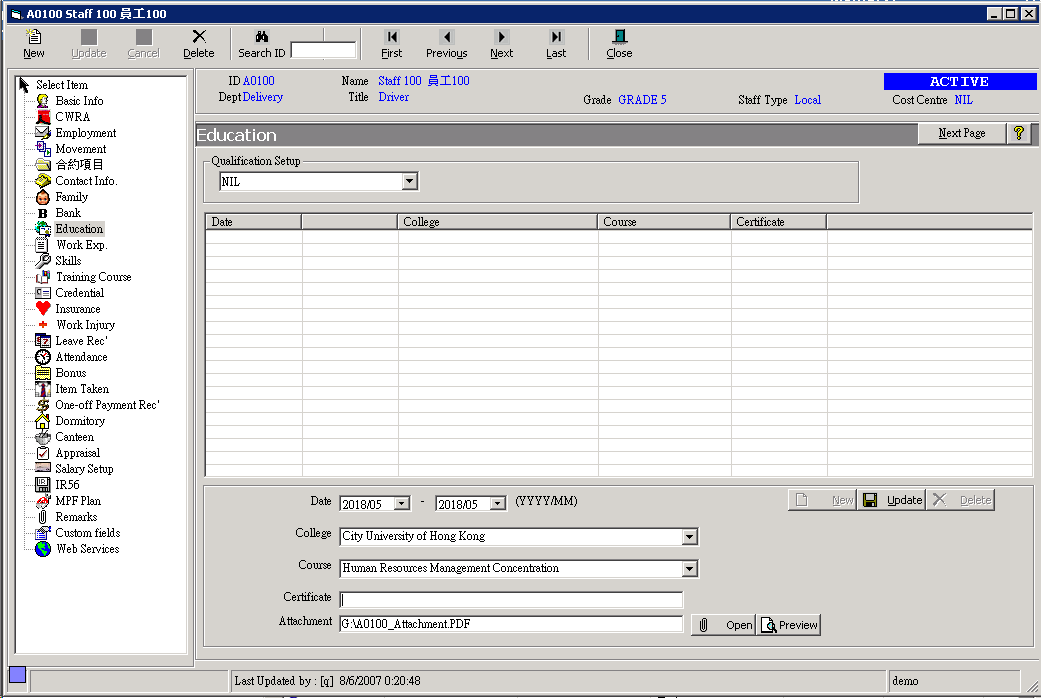 A0100 Staff 100 員工100
New Update Cancel Delete Search ID First Previous Next Last Close
Select Item
Basic Info
CWRA
Employment
Movement
合約項目
Contact Info.
Family
Bank
Education
Work Exp.
Skills
Training Course
Credential
Insurance
Work Injury
Leave Rec'
Attendance
Bonus
Item Taken
One-off Payment Rec'
Dormitory
Canteen
Appraisal
Salary Setup
IR56
MPF Plan
Remarks
Custom fields
Web Services
ID A0100 Name Staff 100 員工100 ACTIVE
Dept Delivery Title Driver Grade GRADE 5 Staff Type Local Cost Centre NIL
Education Next Page ?
Qualification Setup
NIL
Date College Course Certificate
Date 2018/05 - 2018/05 (YYYY/MM) New Update Delete
College City University of Hong Kong
Course Human Resources Management Concentration
Certificate
Attachment G:\A0100_Attachment.PDF Open Preview
Last Updated by : [q] 8/6/2007 0:20:48 demo